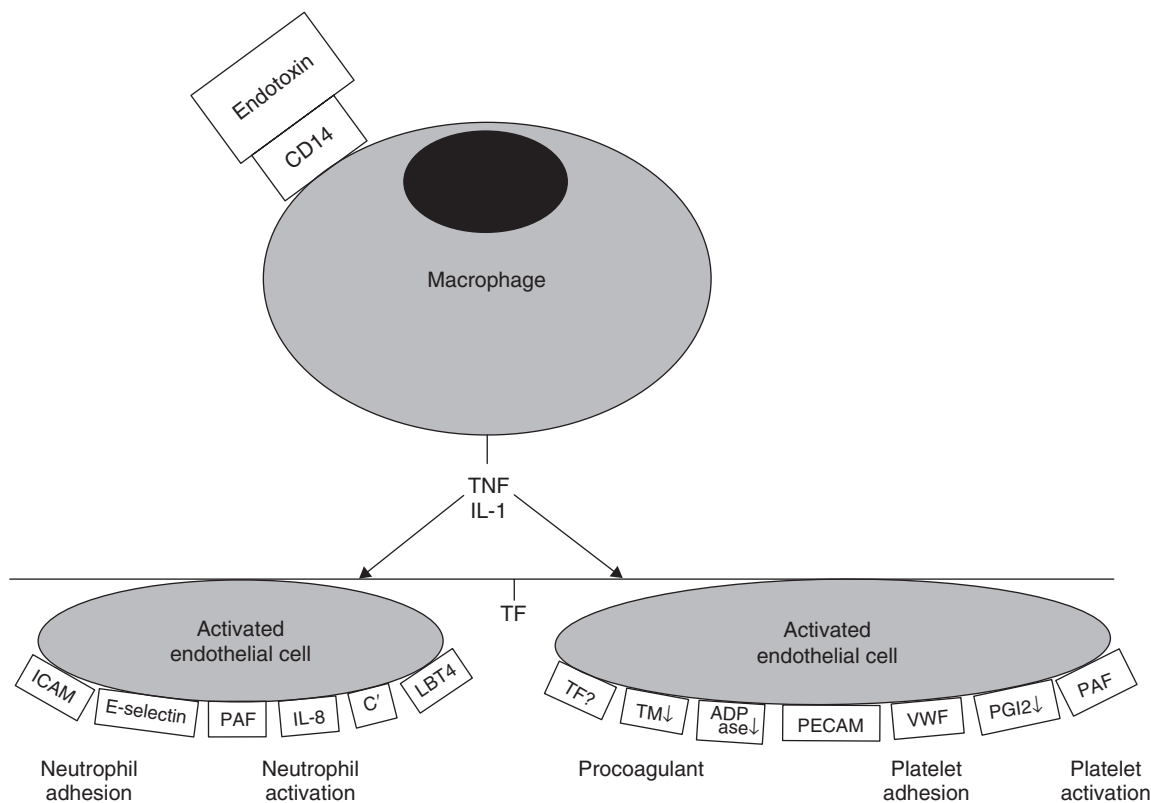 Endotoxin
CD14
Macrophage
TNF
IL-1
TF
Activated
endothelial cell
Activated
endothelial cell
ICAM
E-selectin
PAF
IL-8
C′
LBT4
TF?
TM↓
ADP
ase↓
PECAM
VWF
PGI2↓
PAF
Neutrophil
adhesion
Neutrophil
activation
Procoagulant
Platelet
adhesion
Platelet
activation